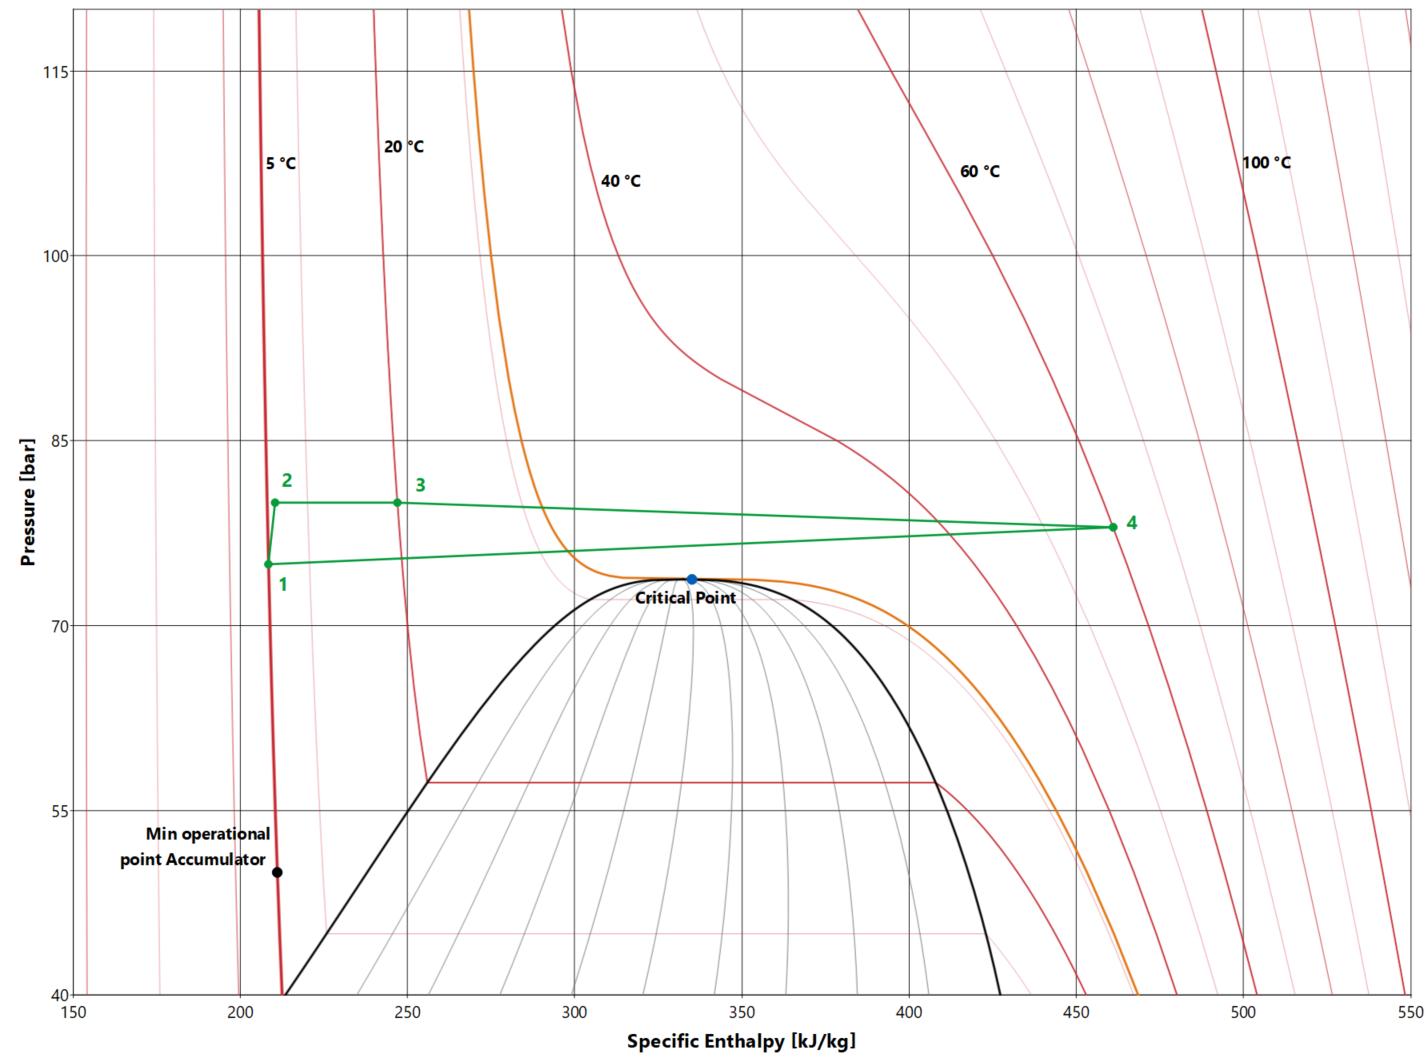 115
100
85
70
55
40
Pressure [bar]
5 °C
20 °C
40 °C
60 °C
100 °C
2
3
4
1
Critical Point
Min operational
point Accumulator
150
200
250
300
350
400
450
500
550
Specific Enthalpy [kJ/kg]